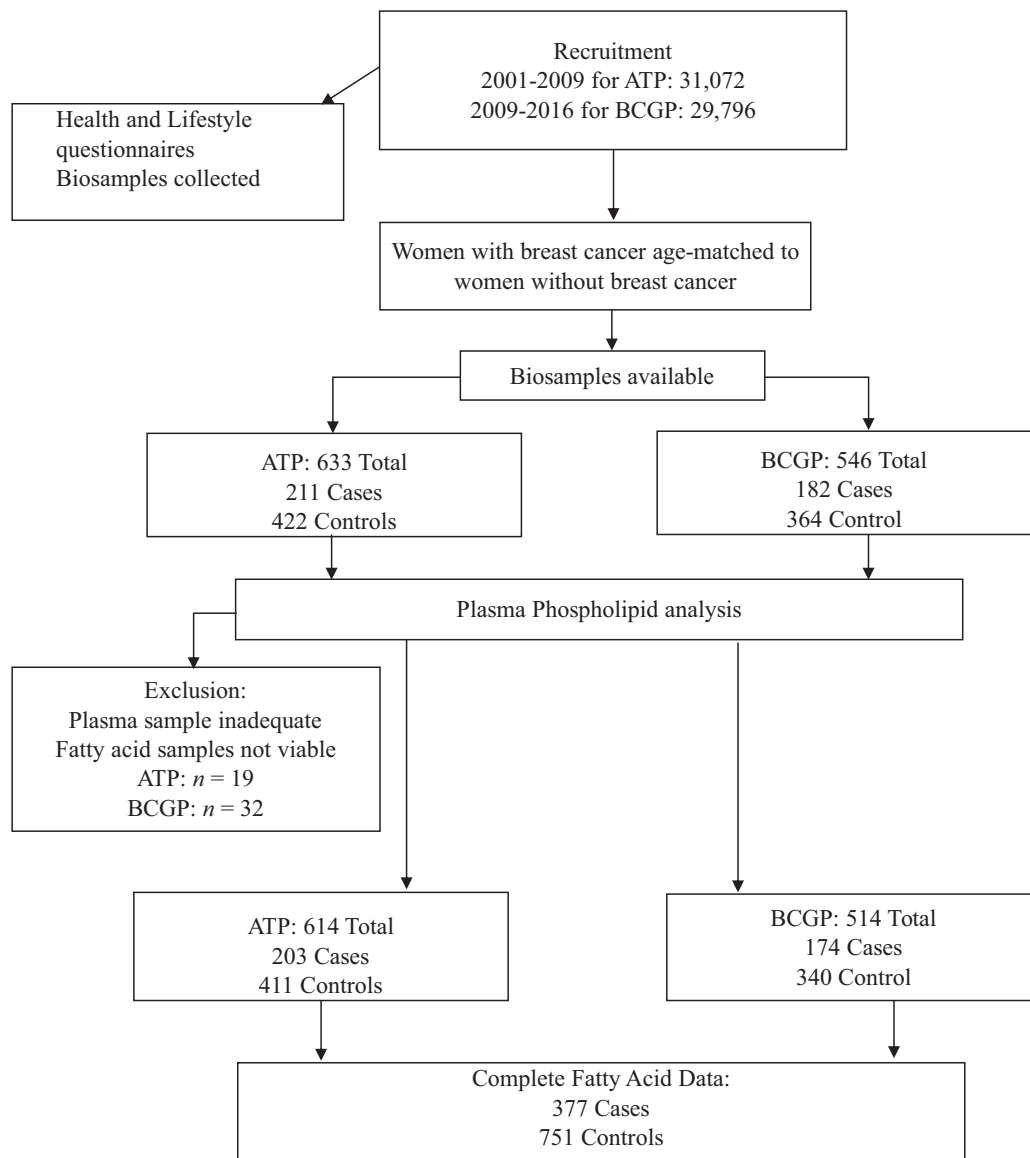 Recruitment
2001-2009 for ATP: 31,072
2009-2016 for BCGP: 29,796
Health and Lifestyle
questionnaires
Biosamples collected
Women with breast cancer age-matched to
women without breast cancer
Biosamples available
ATP: 633 Total
211 Cases
422 Controls
BCGP: 546 Total
182 Cases
364 Control
Plasma Phospholipid analysis
Exclusion:
Plasma sample inadequate
Fatty acid samples not viable
ATP: n = 19
BCGP: n = 32
ATP: 614 Total
203 Cases
411 Controls
BCGP: 514 Total
174 Cases
340 Control
Complete Fatty Acid Data:
377 Cases
751 Controls